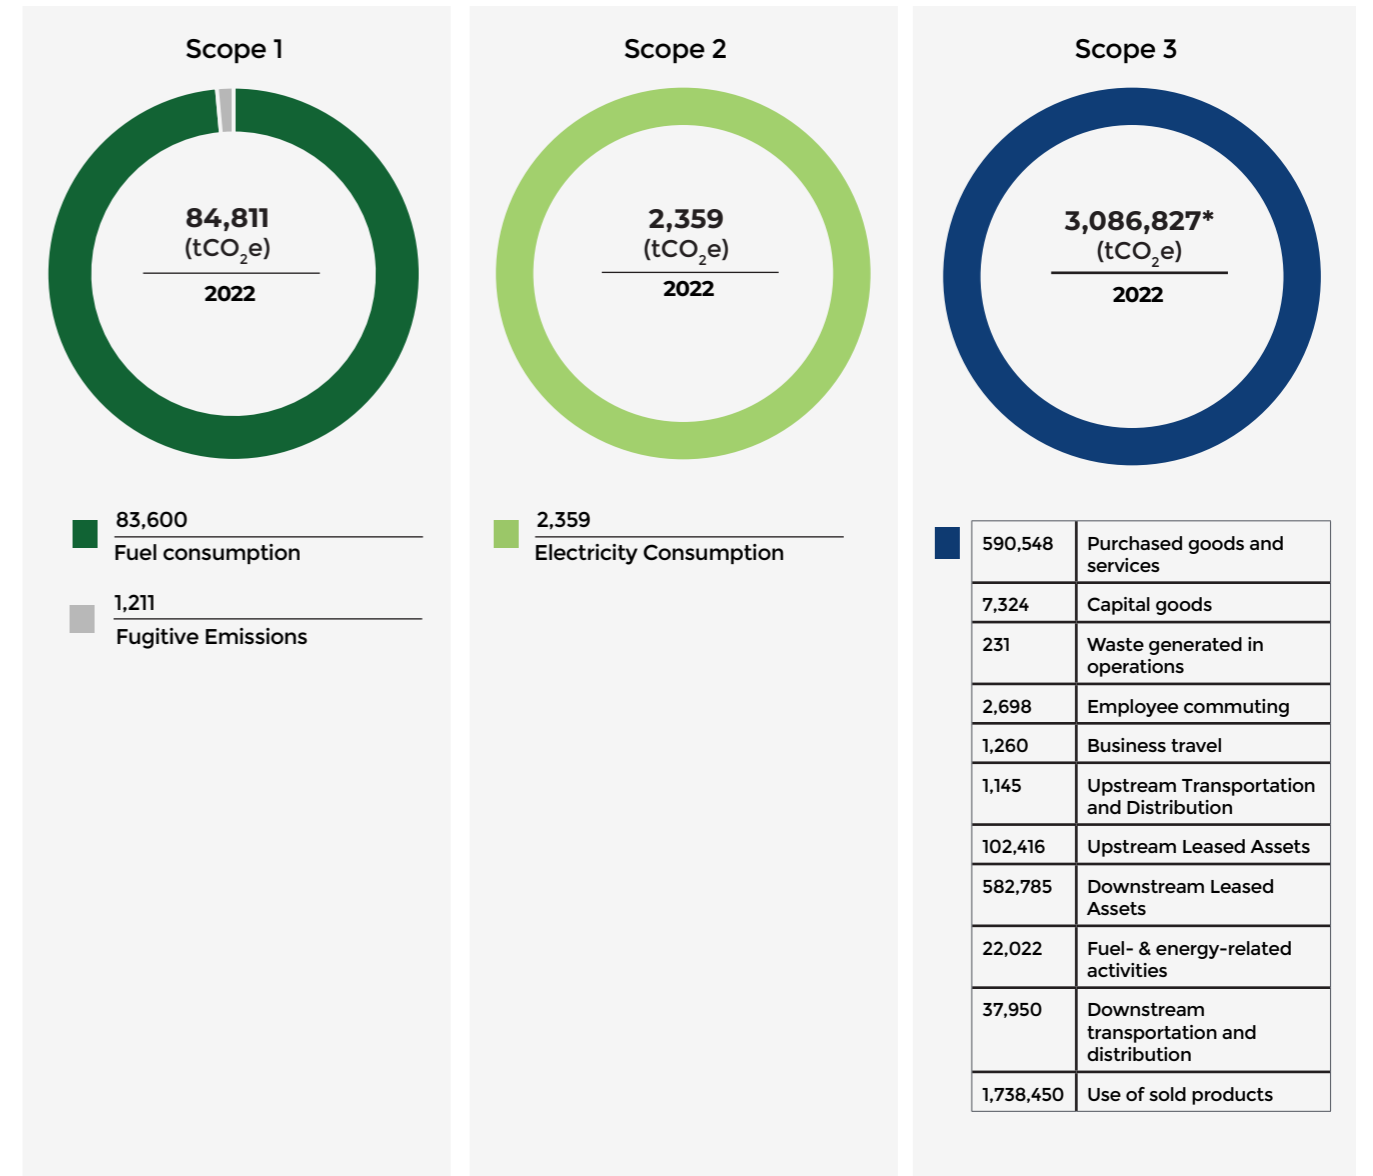 Scope 1
84,811
(tCO₂e)
2022
83,600
Fuel consumption
1,211
Fugitive Emissions
Scope 2
2,359
(tCO₂e)
2022
2,359
Electricity Consumption
Scope 3
3,086,827*
(tCO₂e)
2022
590,548 Purchased goods and
services
7,324 Capital goods
231 Waste generated in
operations
2,698 Employee commuting
1,260 Business travel
1,145 Upstream Transportation
and Distribution
102,416 Upstream Leased Assets
582,785 Downstream Leased
Assets
22,022 Fuel- & energy-related
activities
37,950 Downstream
transportation and
distribution
1,738,450 Use of sold products